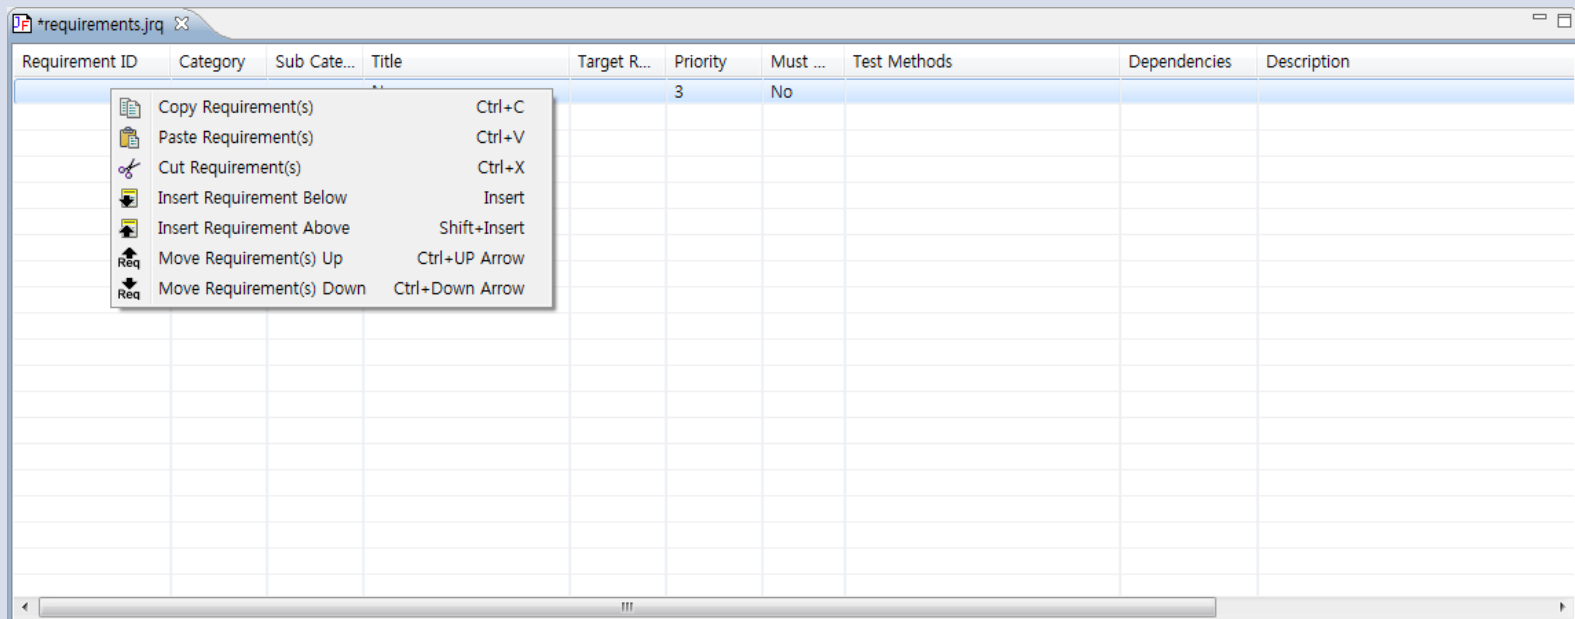 JF *requirements.jrq
Requirement ID Category Sub Cate... Title Target R... Priority Must ... Test Methods Dependencies Description
3 No
Copy Requirement(s) Ctrl+C
Paste Requirement(s) Ctrl+V
Cut Requirement(s) Ctrl+X
Insert Requirement Below Insert
Insert Requirement Above Shift+Insert
Req Move Requirement(s) Up Ctrl+UP Arrow
Req Move Requirement(s) Down Ctrl+Down Arrow